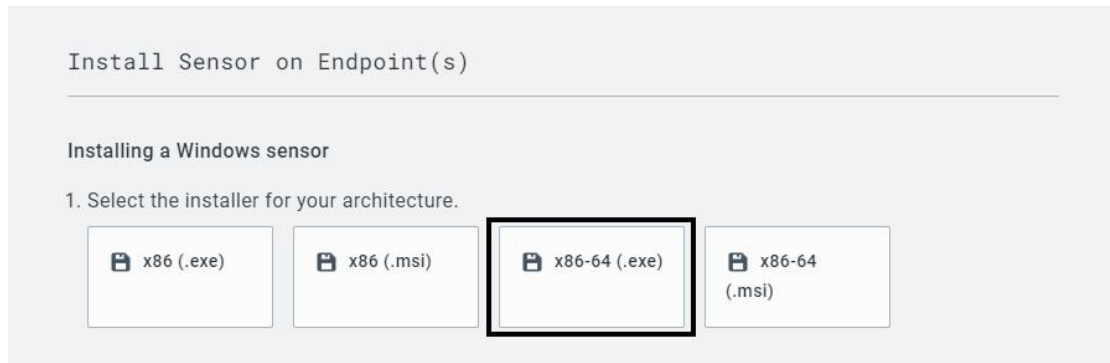 Install Sensor on Endpoint(s)
Installing a Windows sensor
1. Select the installer for your architecture.
x86 (.exe)
x86 (.msi)
x86-64 (.exe)
x86-64
(.msi)